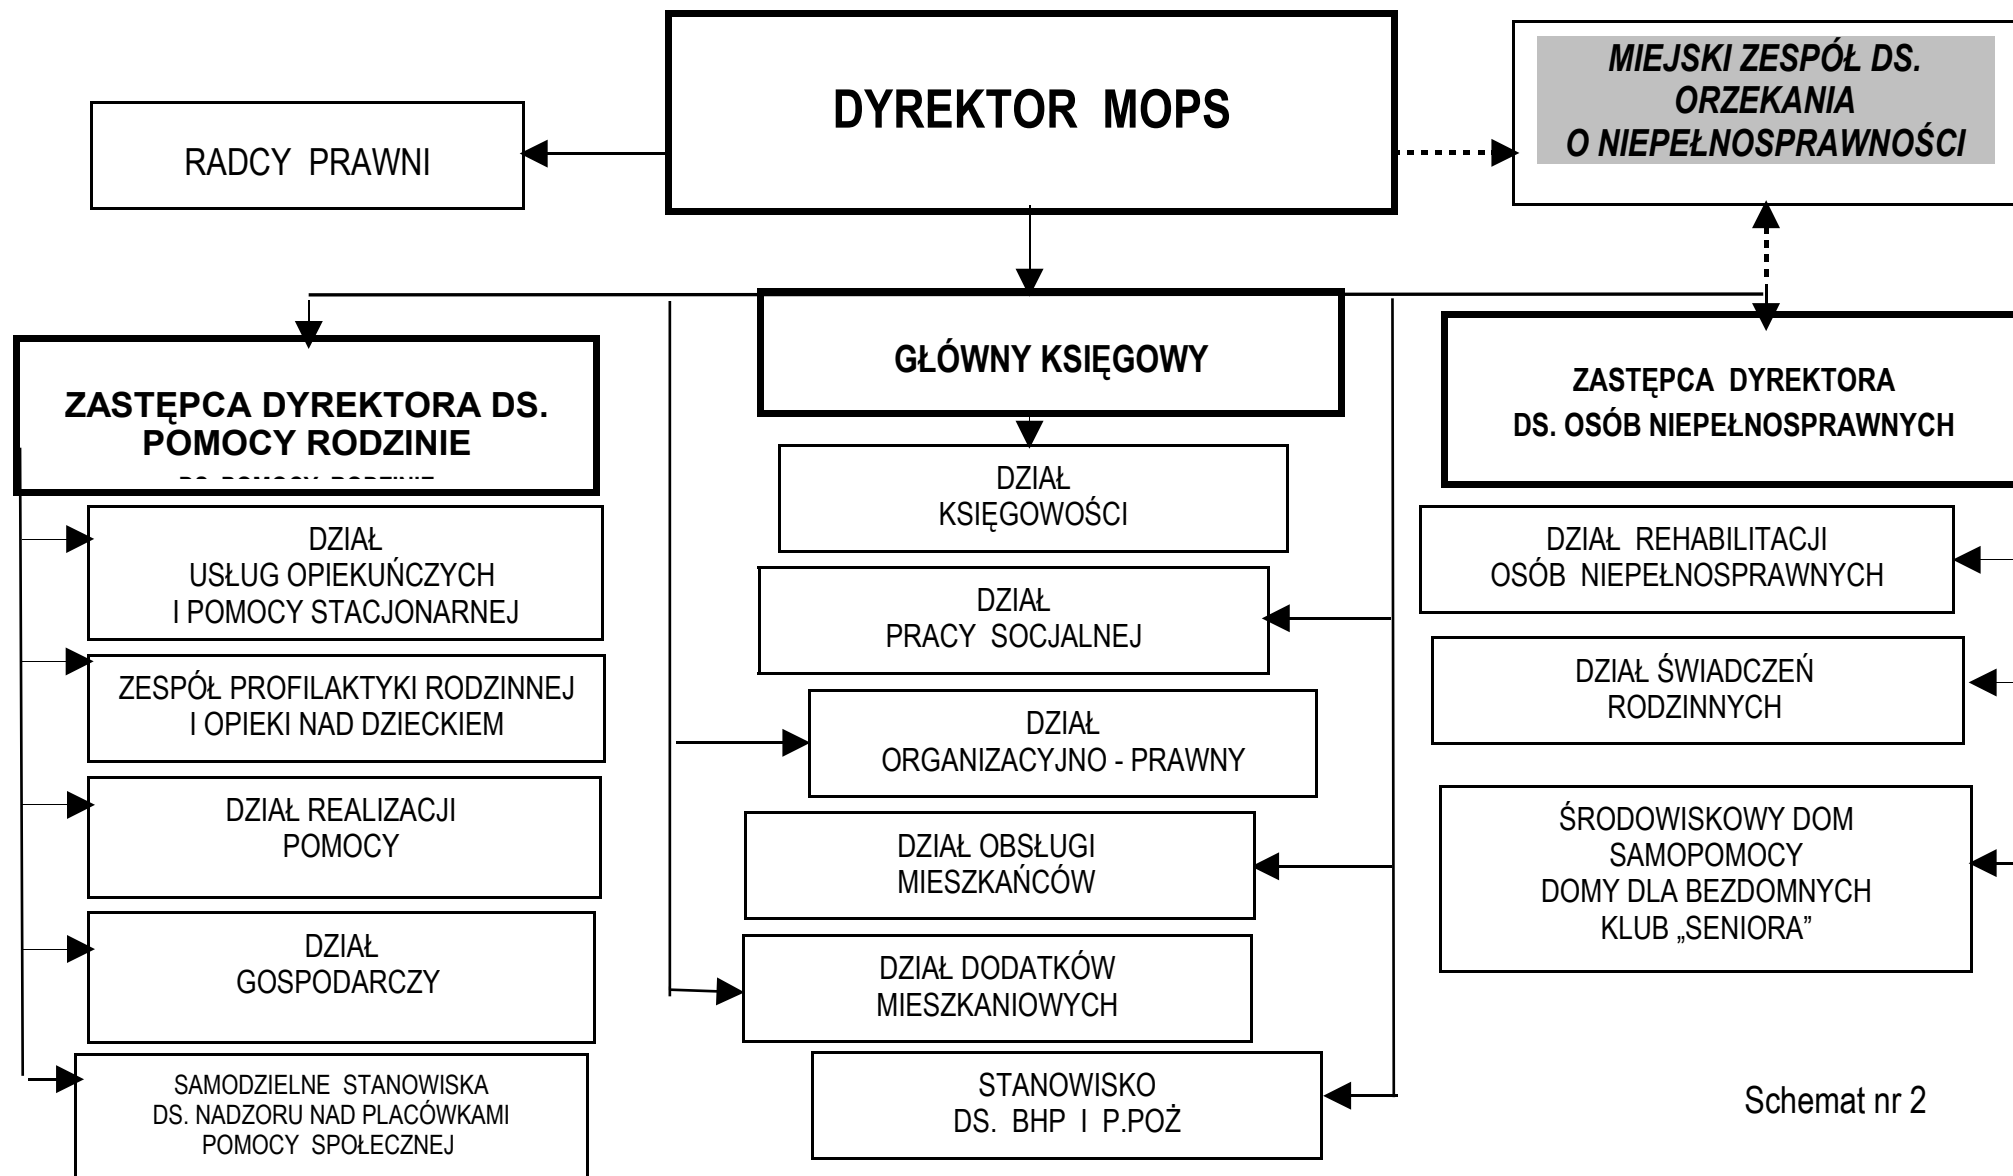 DYREKTOR MOPS
MIEJSKI ZESPÓŁ DS.
ORZEKANIA
O NIEPEŁNOSPRAWNOŚCI
RADCY PRAWNI
ZASTĘPCA DYREKTORA DS.
POMOCY RODZINIE
DS. POMOCY RODZINIE
GŁÓWNY KSIĘGOWY
ZASTĘPCA DYREKTORA
DS. OSÓB NIEPEŁNOSPRAWNYCH
DZIAŁ
USŁUG OPIEKUŃCZYCH
I POMOCY STACJONARNEJ
ZESPÓŁ PROFILAKTYKI RODZINNEJ
I OPIEKI NAD DZIECKIEM
DZIAŁ REALIZACJI
POMOCY
DZIAŁ
GOSPODARCZY
SAMODZIELNE STANOWISKA
DS. NADZORU NAD PLACÓWKAMI
POMOCY SPOŁECZNEJ
DZIAŁ
KSIĘGOWOŚCI
DZIAŁ
PRACY SOCJALNEJ
DZIAŁ
ORGANIZACYJNO - PRAWNY
DZIAŁ OBSŁUGI
MIESZKAŃCÓW
DZIAŁ DODATKÓW
MIESZKANIOWYCH
STANOWISKO
DS. BHP I P.POŻ
DZIAŁ REHABILITACJI
OSÓB NIEPEŁNOSPRAWNYCH
DZIAŁ ŚWIADCZEŃ
RODZINNYCH
ŚRODOWISKOWY DOM
SAMOPOMOCY
DOMY DLA BEZDOMNYCH
KLUB „SENIORA”
Schemat nr 2